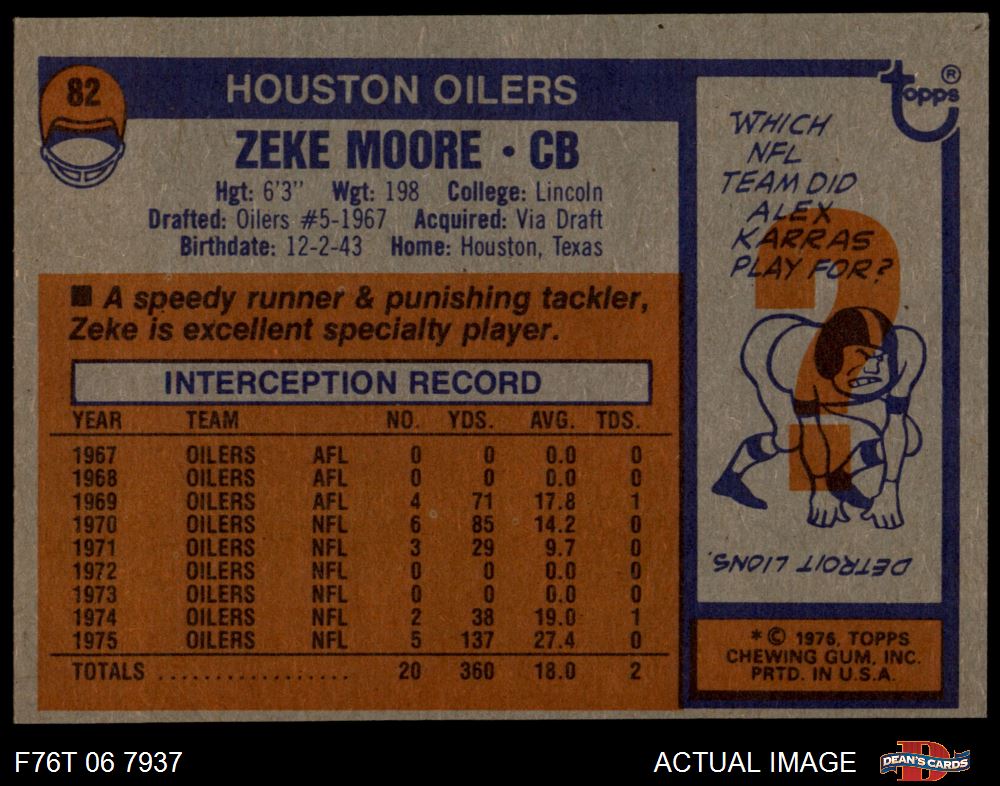 82
HOUSTON OILERS
ZEKE MOORE • CB
Hgt: 6'3" Wgt: 198 College: Lincoln
Drafted: Oilers #5-1967 Acquired: Via Draft
Birthdate: 12-2-43 Home: Houston, Texas
■ A speedy runner & punishing tackler,
Zeke is excellent specialty player.
INTERCEPTION RECORD
YEAR TEAM NO. YDS. AVG. TDS.
1967 OILERS AFL 0 0 0.0 0
1968 OILERS AFL 0 0 0.0 0
1969 OILERS AFL 4 71 17.8 1
1970 OILERS NFL 6 85 14.2 0
1971 OILERS NFL 3 29 9.7 0
1972 OILERS NFL 0 0 0.0 0
1973 OILERS NFL 0 0 0.0 0
1974 OILERS NFL 2 38 19.0 1
1975 OILERS NFL 5 137 27.4 0
TOTALS .................. 20 360 18.0 2
topps ®
WHICH
NFL
TEAM DID
ALEX
KARRAS
PLAY FOR?
?
DETROIT LIONS.
* © 1976, TOPPS
CHEWING GUM, INC.
PRTD. IN U.S.A.
F76T 06 7937
ACTUAL IMAGE
D
DEAN'S CARDS